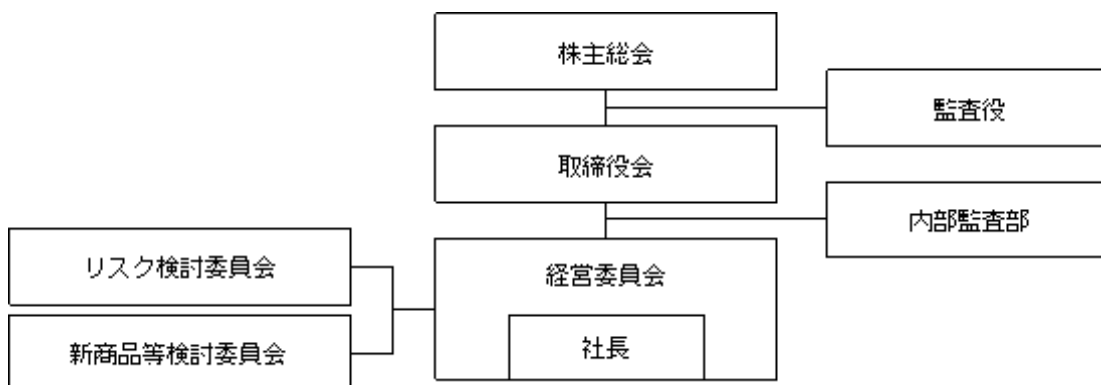 株主総会
監査役
取締役会
内部監査部
リスク検討委員会
経営委員会
新商品等検討委員会
社長